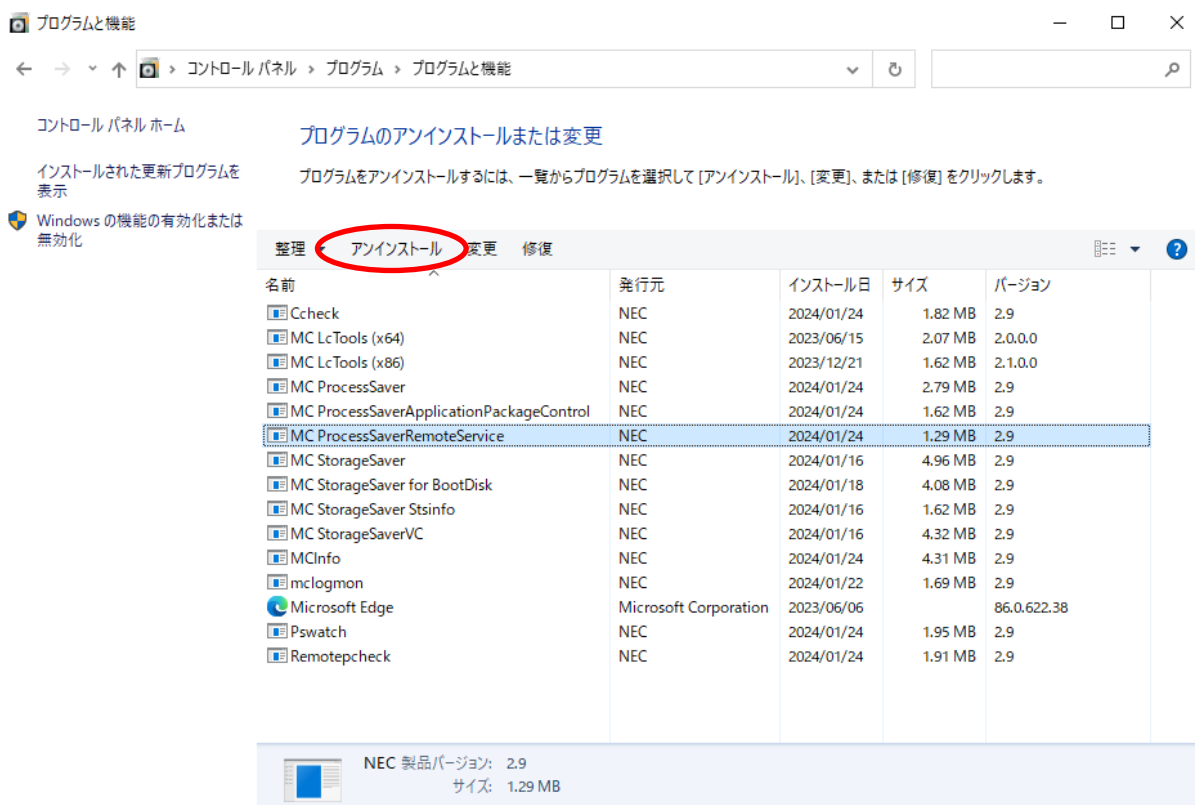 プログラムと機能
コントロール パネル › プログラム › プログラムと機能
コントロール パネル ホーム
インストールされた更新プログラムを
表示
Windows の機能の有効化または
無効化
プログラムのアンインストールまたは変更
プログラムをアンインストールするには、一覧からプログラムを選択して [アンインストール]、[変更]、または [修復] をクリックします。
整理 アンインストール 変更 修復
名前 発行元 インストール日 サイズ バージョン
Ccheck NEC 2024/01/24 1.82 MB 2.9
MC LcTools (x64) NEC 2023/06/15 2.07 MB 2.0.0.0
MC LcTools (x86) NEC 2023/12/21 1.62 MB 2.1.0.0
MC ProcessSaver NEC 2024/01/24 2.79 MB 2.9
MC ProcessSaverApplicationPackageControl NEC 2024/01/24 1.62 MB 2.9
MC ProcessSaverRemoteService NEC 2024/01/24 1.29 MB 2.9
MC StorageSaver NEC 2024/01/16 4.96 MB 2.9
MC StorageSaver for BootDisk NEC 2024/01/18 4.08 MB 2.9
MC StorageSaver Stsinfo NEC 2024/01/16 1.62 MB 2.9
MC StorageSaverVC NEC 2024/01/16 4.32 MB 2.9
MCInfo NEC 2024/01/24 4.31 MB 2.9
mclogmon NEC 2024/01/22 1.69 MB 2.9
Microsoft Edge Microsoft Corporation 2023/06/06 86.0.622.38
Pswatch NEC 2024/01/24 1.95 MB 2.9
Remotepcheck NEC 2024/01/24 1.91 MB 2.9
NEC 製品バージョン: 2.9
サイズ: 1.29 MB